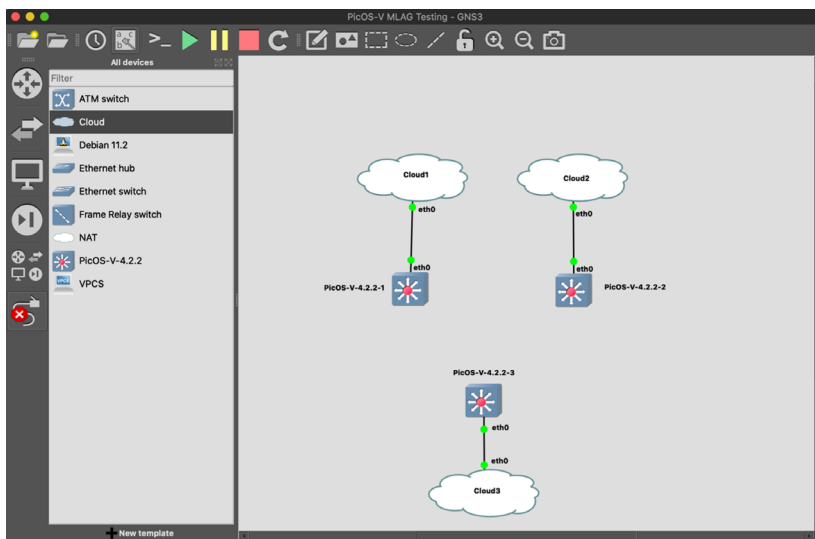 PicOS-V MLAG Testing - GNS3
All devices
Filter
ATM switch
Cloud
Debian 11.2
Ethernet hub
Ethernet switch
Frame Relay switch
NAT
PicOS-V-4.2.2
VPCS
New template
Cloud1
eth0
eth0
PicOS-V-4.2.2-1
Cloud2
eth0
eth0
PicOS-V-4.2.2-2
PicOS-V-4.2.2-3
eth0
eth0
Cloud3